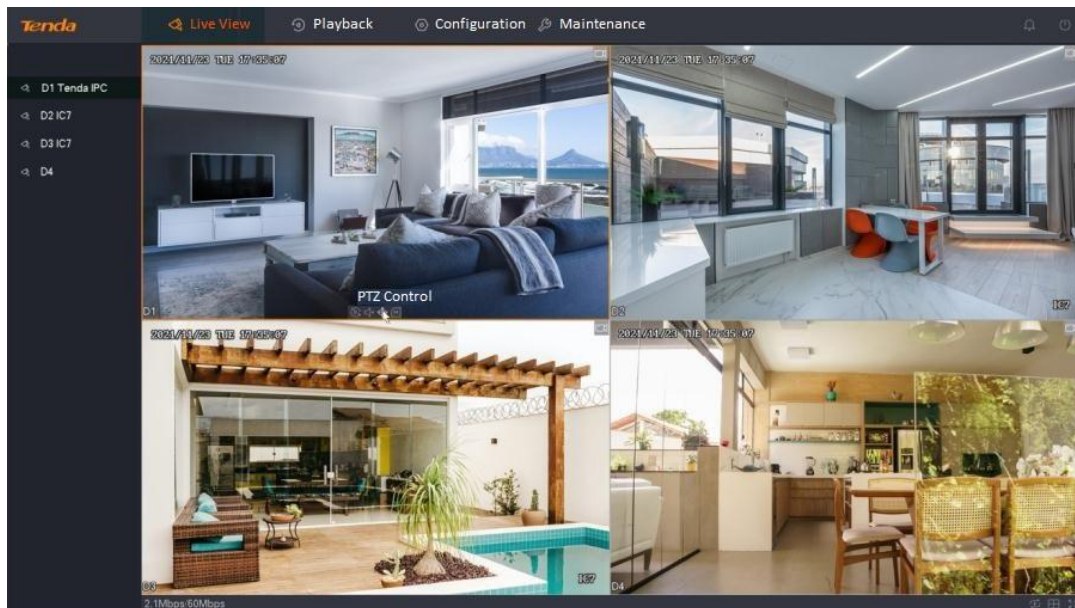 Tenda
Live View
Playback
Configuration
Maintenance
D1 Tenda IPC
D2 IC7
D3 IC7
D4
2021/11/23 TUE 17:35:07
2021/11/23 TUE 17:35:07
PTZ Control
D1
D2
IC7
2021/11/23 TUE 17:35:07
2021/11/23 TUE 17:35:07
D3
IC7
D4
2.1Mbps/60Mbps